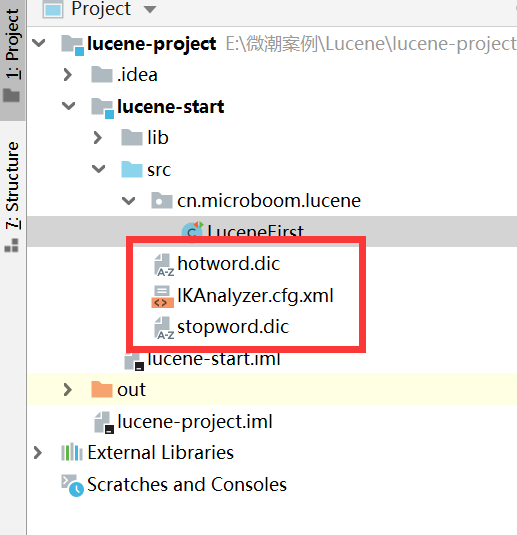 Project
1: Project
lucene-project E:\微潮案例\Lucene\lucene-project
.idea
lucene-start
lib
src
cn.microboom.lucene
LuceneFirst
hotword.dic
IKAnalyzer.cfg.xml
stopword.dic
lucene-start.iml
out
lucene-project.iml
External Libraries
Scratches and Consoles
7: Structure